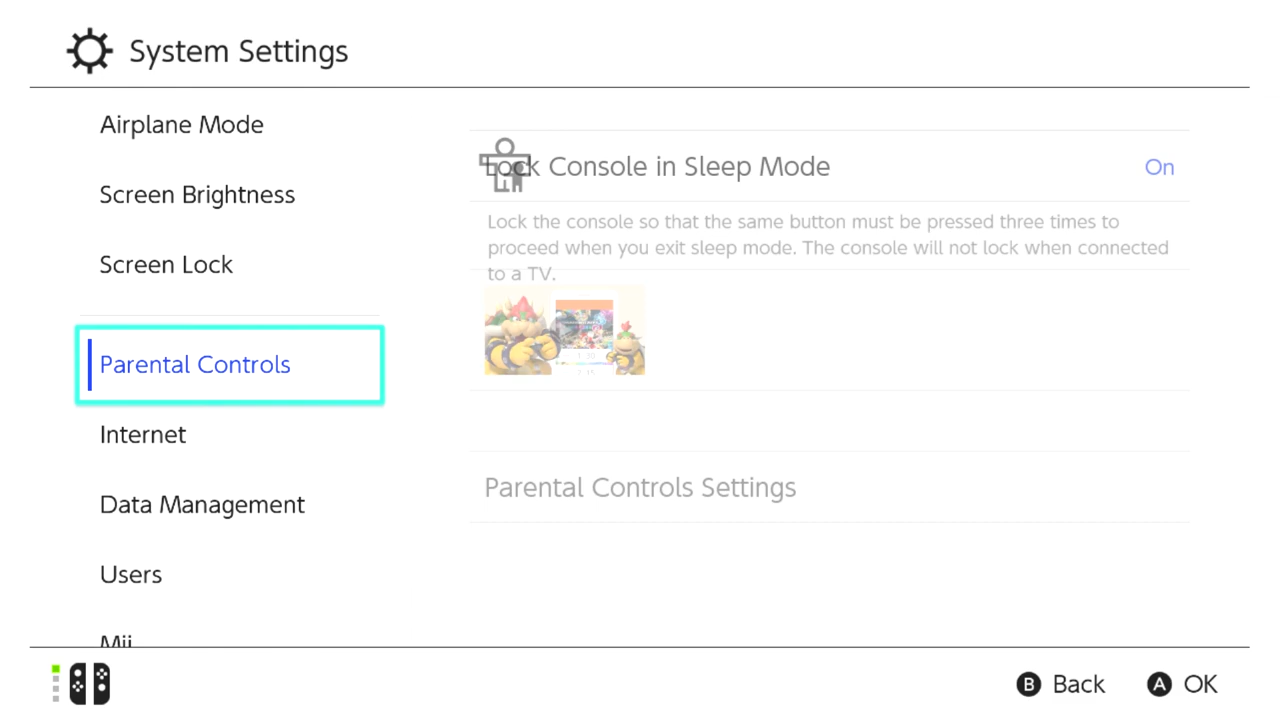 System Settings
Airplane Mode
Screen Brightness
Screen Lock
Parental Controls
Internet
Data Management
Users
Mii
Lock Console in Sleep Mode
On
Lock the console so that the same button must be pressed three times to
proceed when you exit sleep mode. The console will not lock when connected
to a TV.
Parental Controls Settings
B Back
A OK